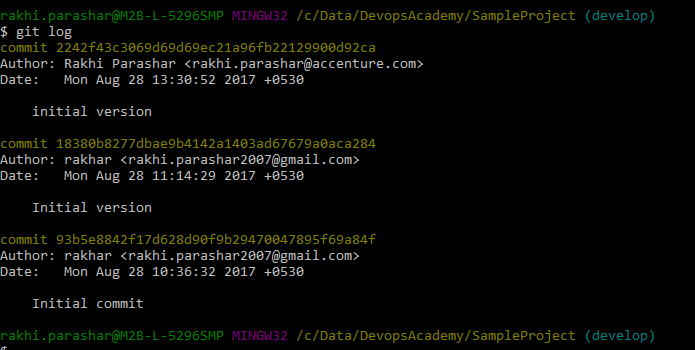 rakhi.parashar@M2B-L-5296SMP MINGW32 /c/Data/DevopsAcademy/SampleProject (develop)
$ git log
commit 2242f43c3069d69d69ec21a96fb22129900d92ca
Author: Rakhi Parashar <rakhi.parashar@accenture.com>
Date:   Mon Aug 28 13:30:52 2017 +0530

    initial version

commit 18380b8277dbae9b4142a1403ad67679a0aca284
Author: rakhar <rakhi.parashar2007@gmail.com>
Date:   Mon Aug 28 11:14:29 2017 +0530

    Initial version

commit 93b5e8842f17d628d90f9b29470047895f69a84f
Author: rakhar <rakhi.parashar2007@gmail.com>
Date:   Mon Aug 28 10:36:32 2017 +0530

    Initial commit

rakhi.parashar@M2B-L-5296SMP MINGW32 /c/Data/DevopsAcademy/SampleProject (develop)
$